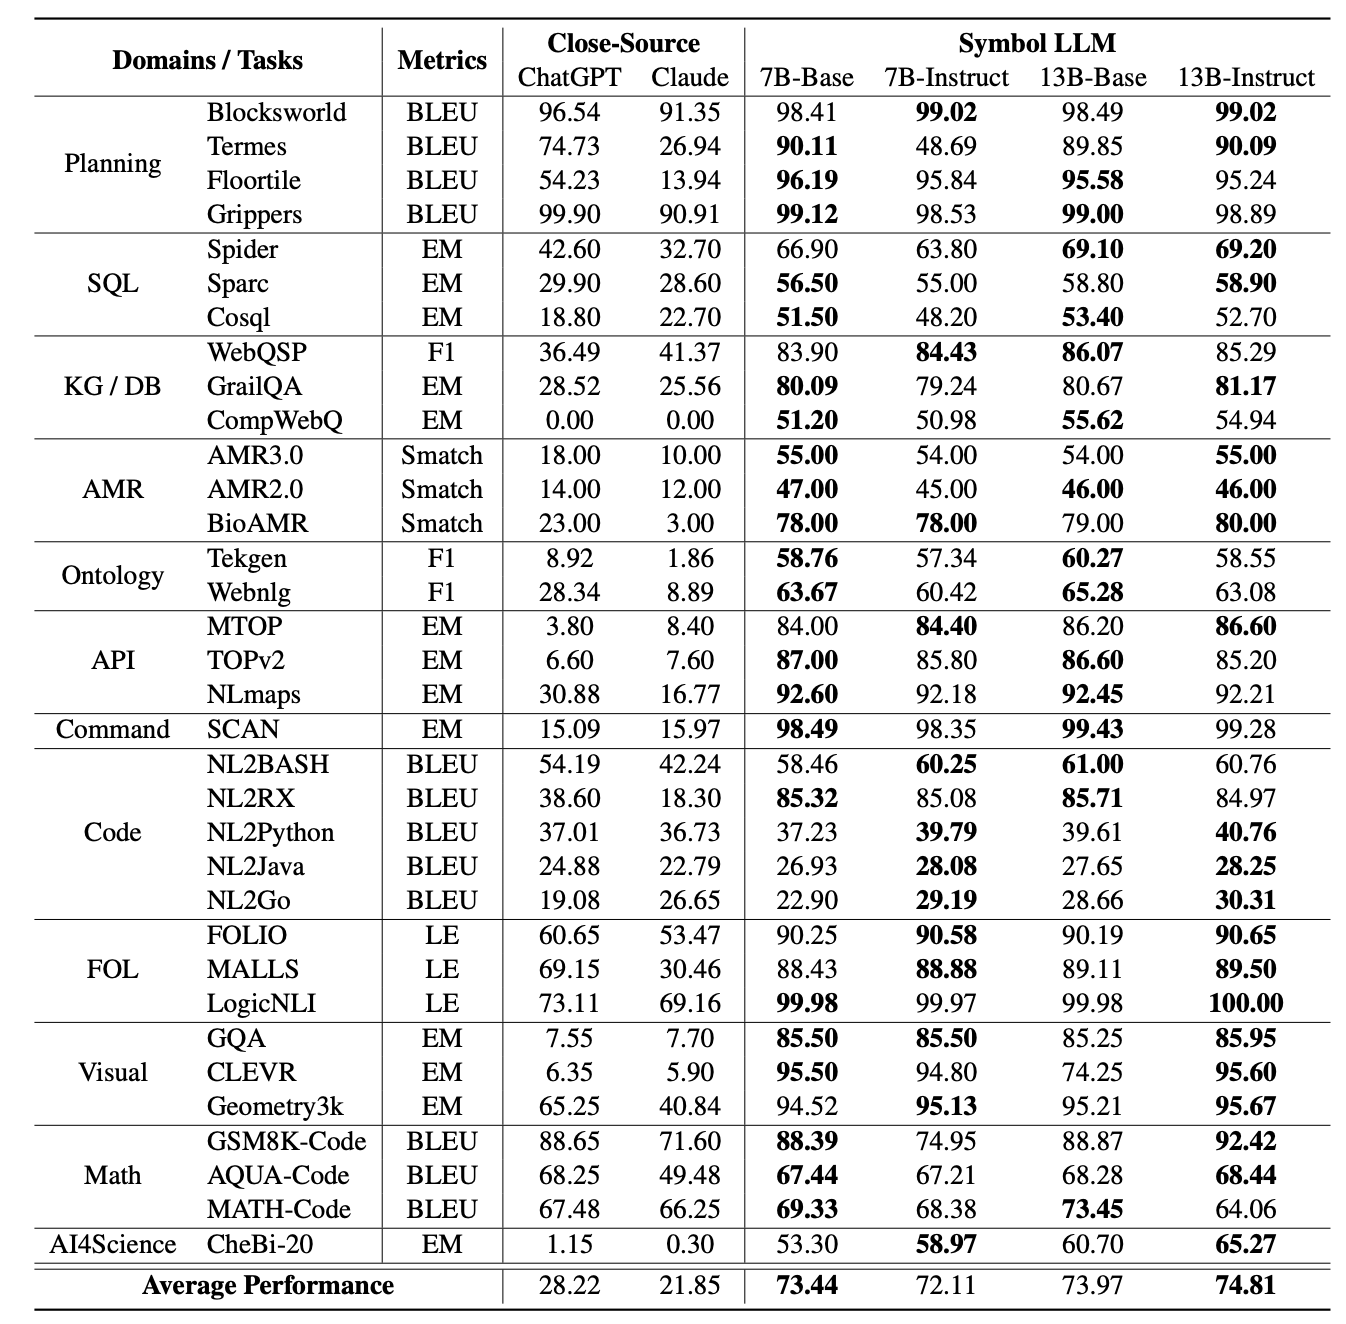 Domains / Tasks Metrics Close-Source Symbol LLM
ChatGPT Claude 7B-Base 7B-Instruct 13B-Base 13B-Instruct
Planning Blocksworld BLEU 96.54 91.35 98.41 99.02 98.49 99.02
Termes BLEU 74.73 26.94 90.11 48.69 89.85 90.09
Floortile BLEU 54.23 13.94 96.19 95.84 95.58 95.24
Grippers BLEU 99.90 90.91 99.12 98.53 99.00 98.89
SQL Spider EM 42.60 32.70 66.90 63.80 69.10 69.20
Sparc EM 29.90 28.60 56.50 55.00 58.80 58.90
Cosql EM 18.80 22.70 51.50 48.20 53.40 52.70
KG / DB WebQSP F1 36.49 41.37 83.90 84.43 86.07 85.29
GrailQA EM 28.52 25.56 80.09 79.24 80.67 81.17
CompWebQ EM 0.00 0.00 51.20 50.98 55.62 54.94
AMR AMR3.0 Smatch 18.00 10.00 55.00 54.00 54.00 55.00
AMR2.0 Smatch 14.00 12.00 47.00 45.00 46.00 46.00
BioAMR Smatch 23.00 3.00 78.00 78.00 79.00 80.00
Ontology Tekgen F1 8.92 1.86 58.76 57.34 60.27 58.55
Webnlg F1 28.34 8.89 63.67 60.42 65.28 63.08
API MTOP EM 3.80 8.40 84.00 84.40 86.20 86.60
TOPv2 EM 6.60 7.60 87.00 85.80 86.60 85.20
NLmaps EM 30.88 16.77 92.60 92.18 92.45 92.21
Command SCAN EM 15.09 15.97 98.49 98.35 99.43 99.28
Code NL2BASH BLEU 54.19 42.24 58.46 60.25 61.00 60.76
NL2RX BLEU 38.60 18.30 85.32 85.08 85.71 84.97
NL2Python BLEU 37.01 36.73 37.23 39.79 39.61 40.76
NL2Java BLEU 24.88 22.79 26.93 28.08 27.65 28.25
NL2Go BLEU 19.08 26.65 22.90 29.19 28.66 30.31
FOL FOLIO LE 60.65 53.47 90.25 90.58 90.19 90.65
MALLS LE 69.15 30.46 88.43 88.88 89.11 89.50
LogicNLI LE 73.11 69.16 99.98 99.97 99.98 100.00
Visual GQA EM 7.55 7.70 85.50 85.50 85.25 85.95
CLEVR EM 6.35 5.90 95.50 94.80 74.25 95.60
Geometry3k EM 65.25 40.84 94.52 95.13 95.21 95.67
Math GSM8K-Code BLEU 88.65 71.60 88.39 74.95 88.87 92.42
AQUA-Code BLEU 68.25 49.48 67.44 67.21 68.28 68.44
MATH-Code BLEU 67.48 66.25 69.33 68.38 73.45 64.06
AI4Science CheBi-20 EM 1.15 0.30 53.30 58.97 60.70 65.27
Average Performance 28.22 21.85 73.44 72.11 73.97 74.81